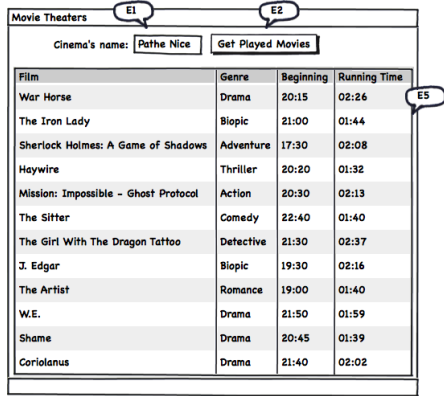 E1
E2
Movie Theaters
Cinema's name: Pathe Nice Get Played Movies
Film Genre Beginning Running Time
War Horse Drama 20:15 02:26
E5
The Iron Lady Biopic 21:00 01:44
Sherlock Holmes: A Game of Shadows Adventure 17:30 02:08
Haywire Thriller 20:20 01:32
Mission: Impossible - Ghost Protocol Action 20:30 02:13
The Sitter Comedy 22:40 01:40
The Girl With The Dragon Tattoo Detective 21:30 02:37
J. Edgar Biopic 19:30 02:16
The Artist Romance 19:00 01:40
W.E. Drama 21:50 01:59
Shame Drama 20:45 01:39
Coriolanus Drama 21:40 02:02